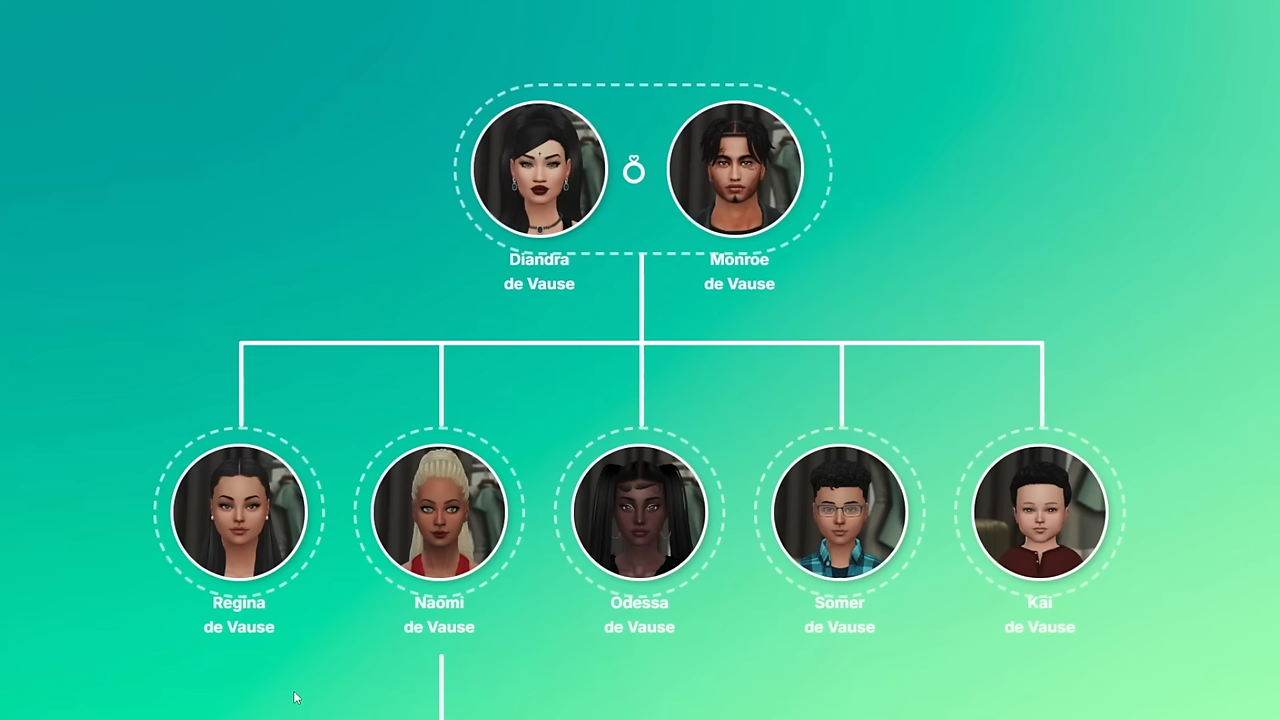 Diandra
de Vause
Monroe
de Vause
Regina
de Vause
Naomi
de Vause
Odessa
de Vause
Somer
de Vause
Kai
de Vause